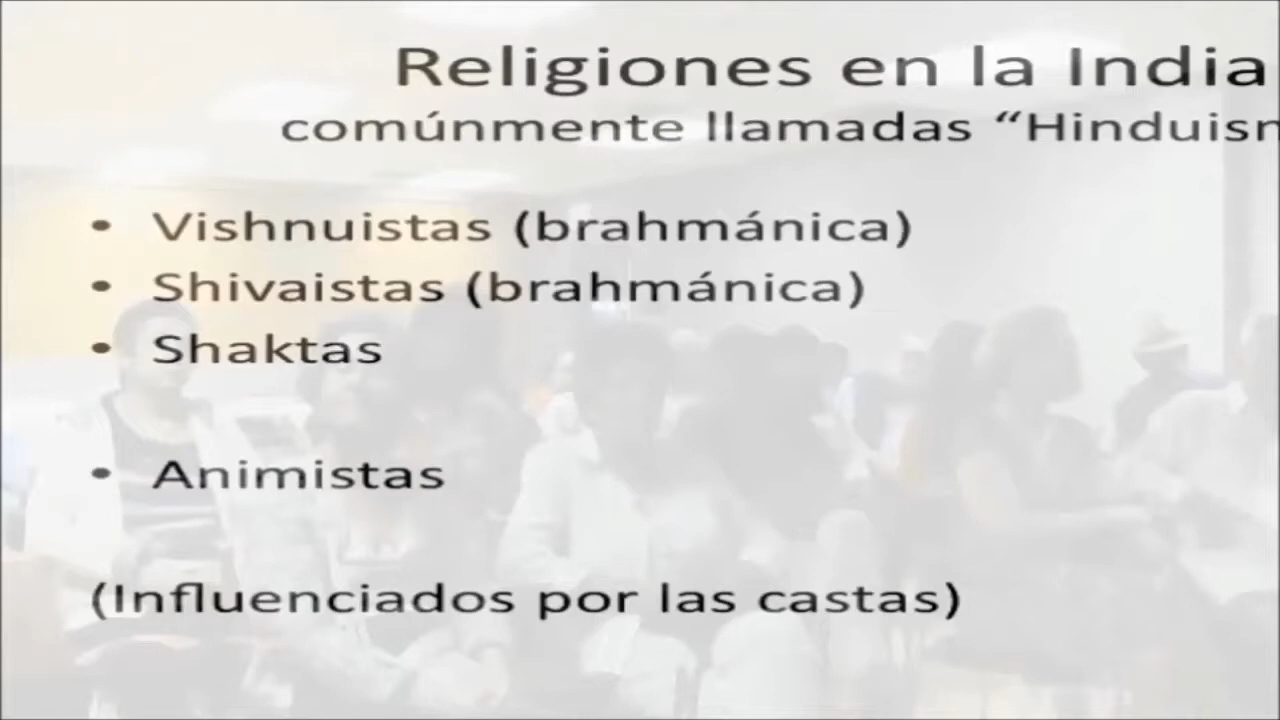 Religiones en la India
comúnmente llamadas “Hinduism
• Vishnuistas (brahmánica)
• Shivaistas (brahmánica)
• Shaktas
• Animistas
(Influenciados por las castas)